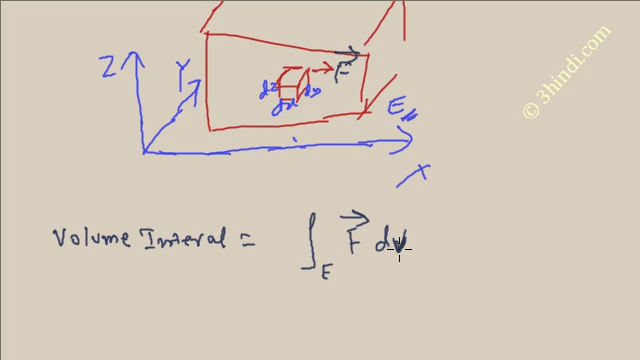 Z
Y
F
dz
dx
dy
E
X
© 3hindi.com
Volume Interal = ∫E F dv